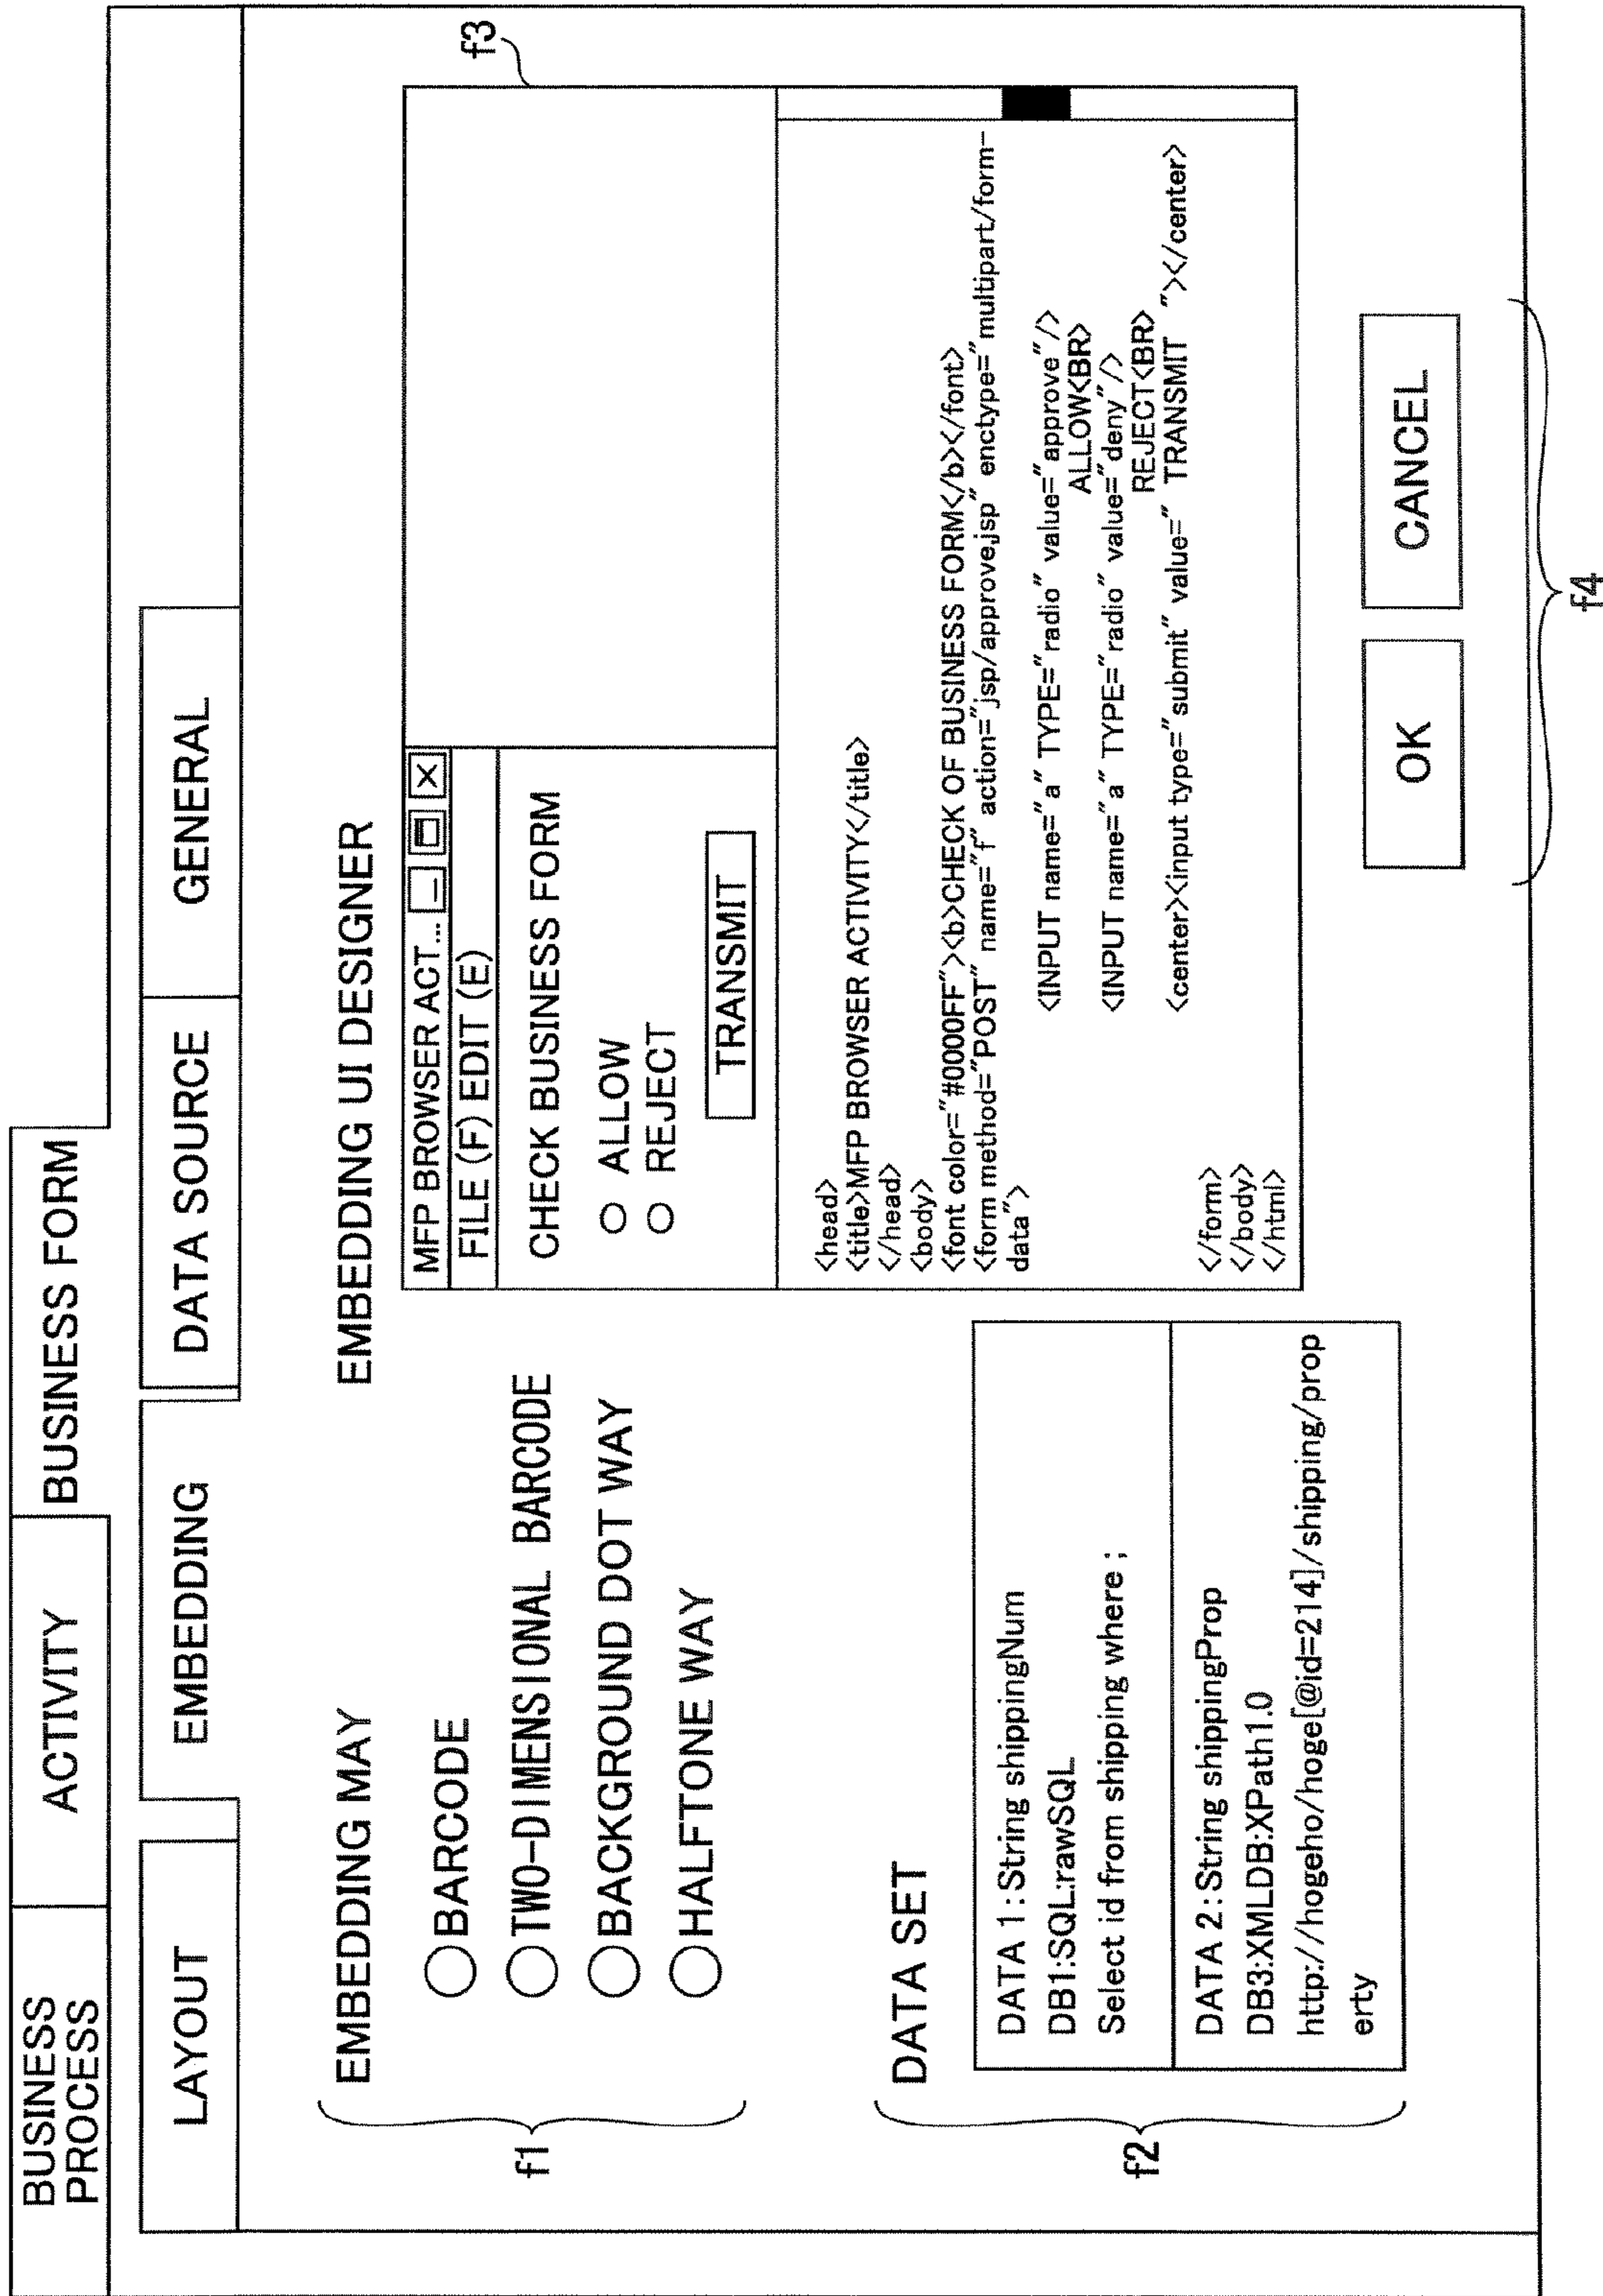 BUSINESS
PROCESS
ACTIVITY
BUSINESS FORM
LAYOUT
EMBEDDING
DATA SOURCE
GENERAL
EMBEDDING MAY
○BARCODE
○TWO-DIMENSIONAL BARCODE
○BACKGROUND DOT WAY
○HALFTONE WAY
f1
DATA SET
DATA 1:String shippingNum
DB1:SQL:rawSQL
Select id from shipping where ;
DATA 2:String shippingProp
DB3:XMLDB:XPath1.0
http://hogeho/hoge[@id=214]/shipping/prop
erty
f2
EMBEDDING UI DESIGNER
f3
MFP BROWSER ACT...
FILE (F) EDIT (E)
CHECK BUSINESS FORM
○ ALLOW
○ REJECT
TRANSMIT
<head>
<title>MFP BROWSER ACTIVITY</title>
</head>
<body>
<font color="#0000FF"><b>CHECK OF BUSINESS FORM</b></font>
<form method="POST" name="f" action="jsp/approve.jsp" enctype="multipart/form-
data">
<INPUT name="a" TYPE="radio" value="approve"/>
ALLOW<BR>
<INPUT name="a" TYPE="radio" value="deny"/>
REJECT<BR>
<center><input type="submit" value=" TRANSMIT "></center>
</form>
</body>
</html>
OK
CANCEL
f4